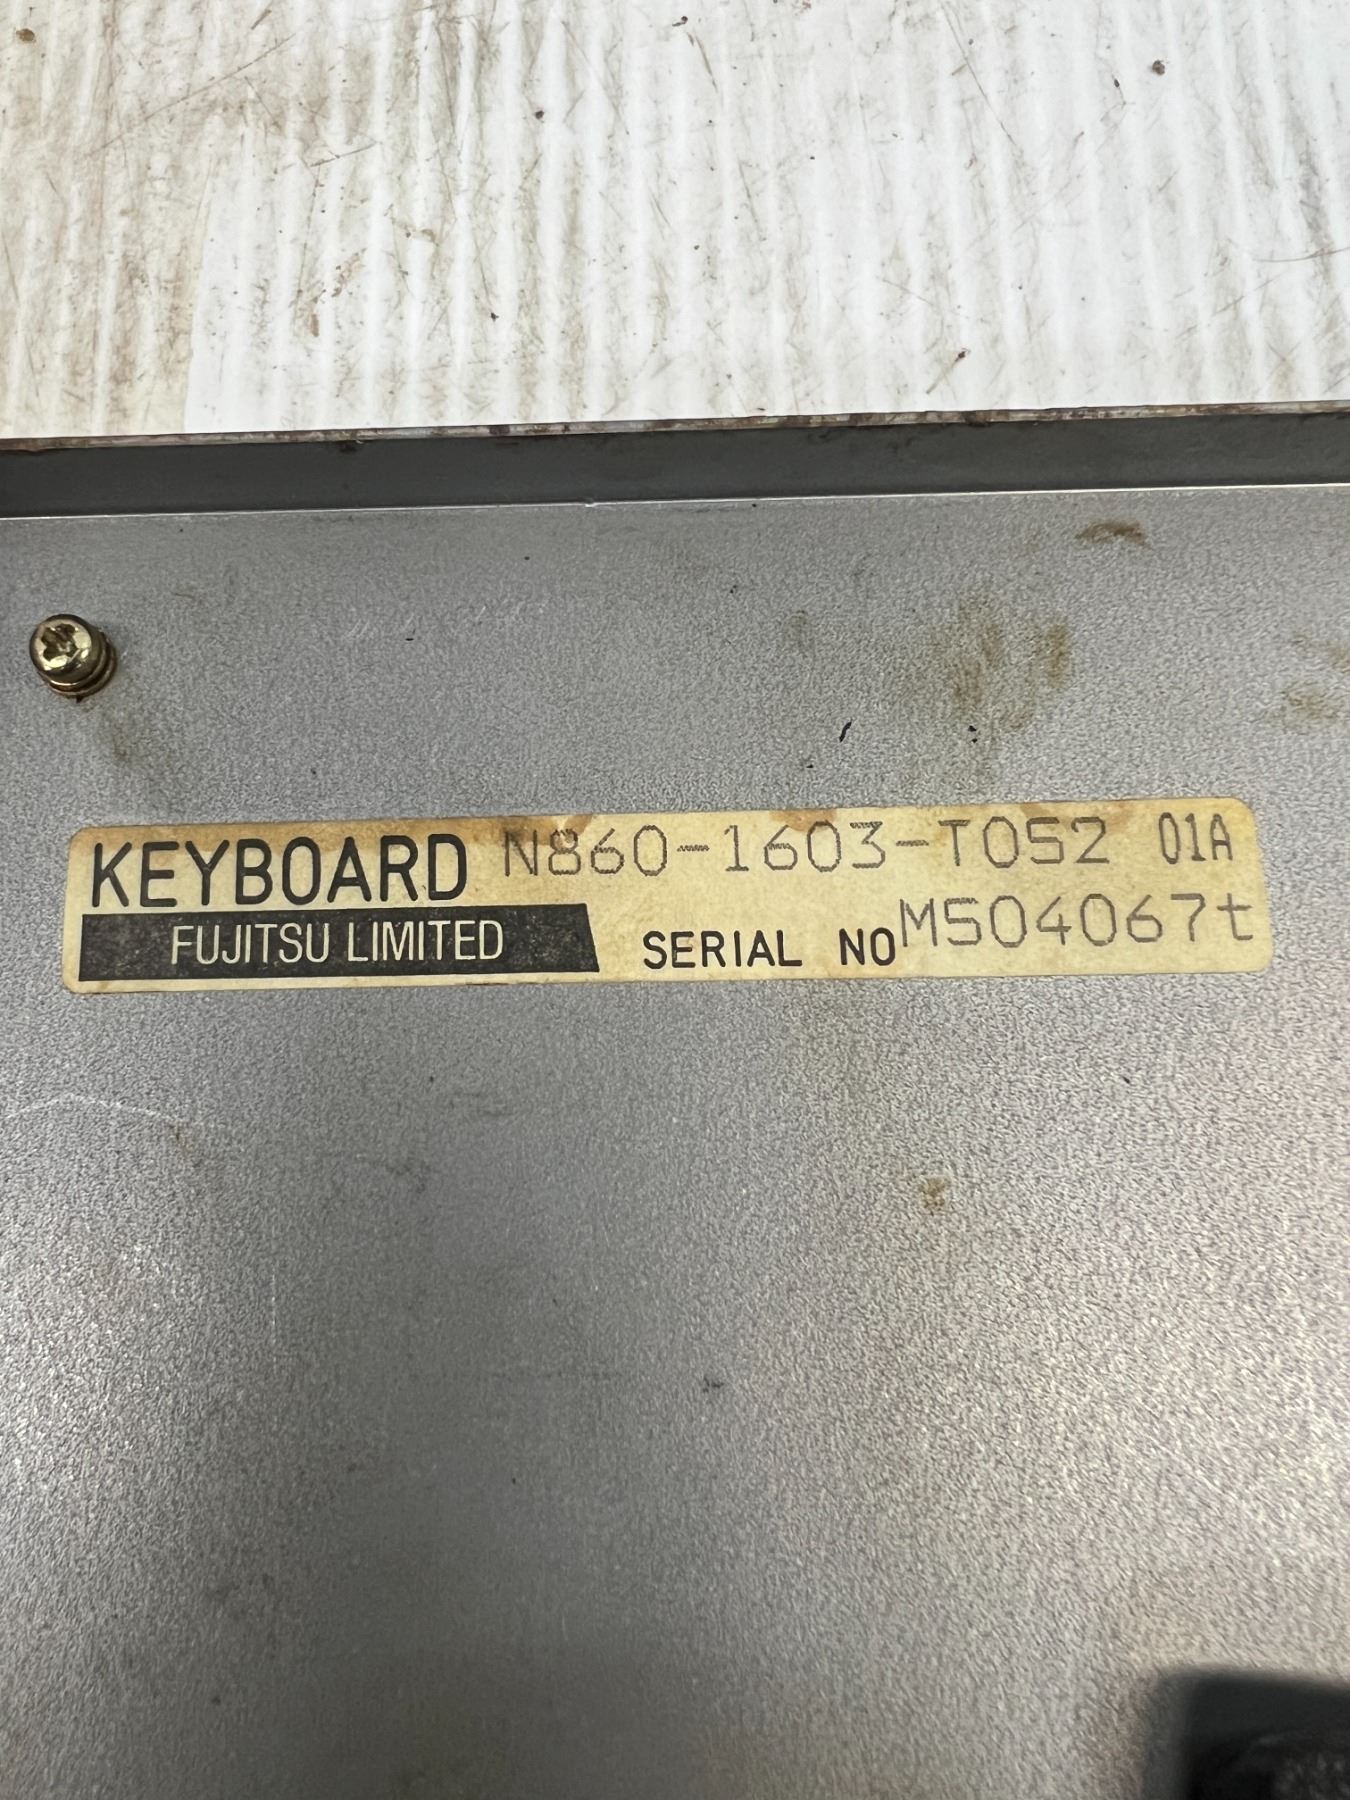 KEYBOARD N860-1603-T052 01A
FUJITSU LIMITED SERIAL NO M504067t